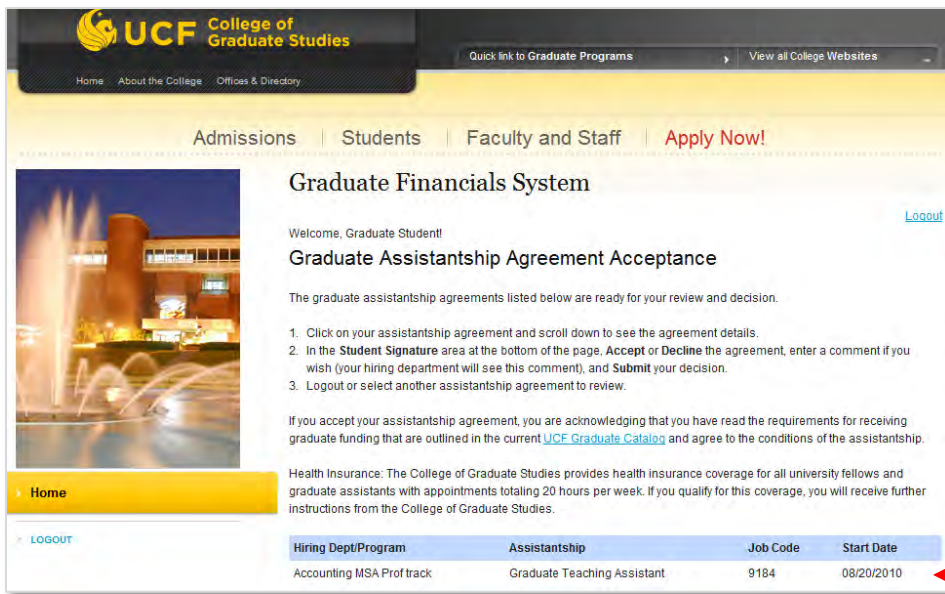 UCF College of
Graduate Studies
Quick link to Graduate Programs
View all College Websites
Home About the College Offices & Directory
Admissions Students Faculty and Staff Apply Now!
Graduate Financials System
Logout
Welcome, Graduate Student!
Graduate Assistantship Agreement Acceptance
The graduate assistantship agreements listed below are ready for your review and decision.
1. Click on your assistantship agreement and scroll down to see the agreement details.
2. In the Student Signature area at the bottom of the page, Accept or Decline the agreement, enter a comment if you
wish (your hiring department will see this comment), and Submit your decision.
3. Logout or select another assistantship agreement to review.
If you accept your assistantship agreement, you are acknowledging that you have read the requirements for receiving
graduate funding that are outlined in the current UCF Graduate Catalog and agree to the conditions of the assistantship.
Health Insurance: The College of Graduate Studies provides health insurance coverage for all university fellows and
graduate assistants with appointments totaling 20 hours per week. If you qualify for this coverage, you will receive further
instructions from the College of Graduate Studies.
Home
LOGOUT
Hiring Dept/Program Assistantship Job Code Start Date
Accounting MSA Prof track Graduate Teaching Assistant 9184 08/20/2010